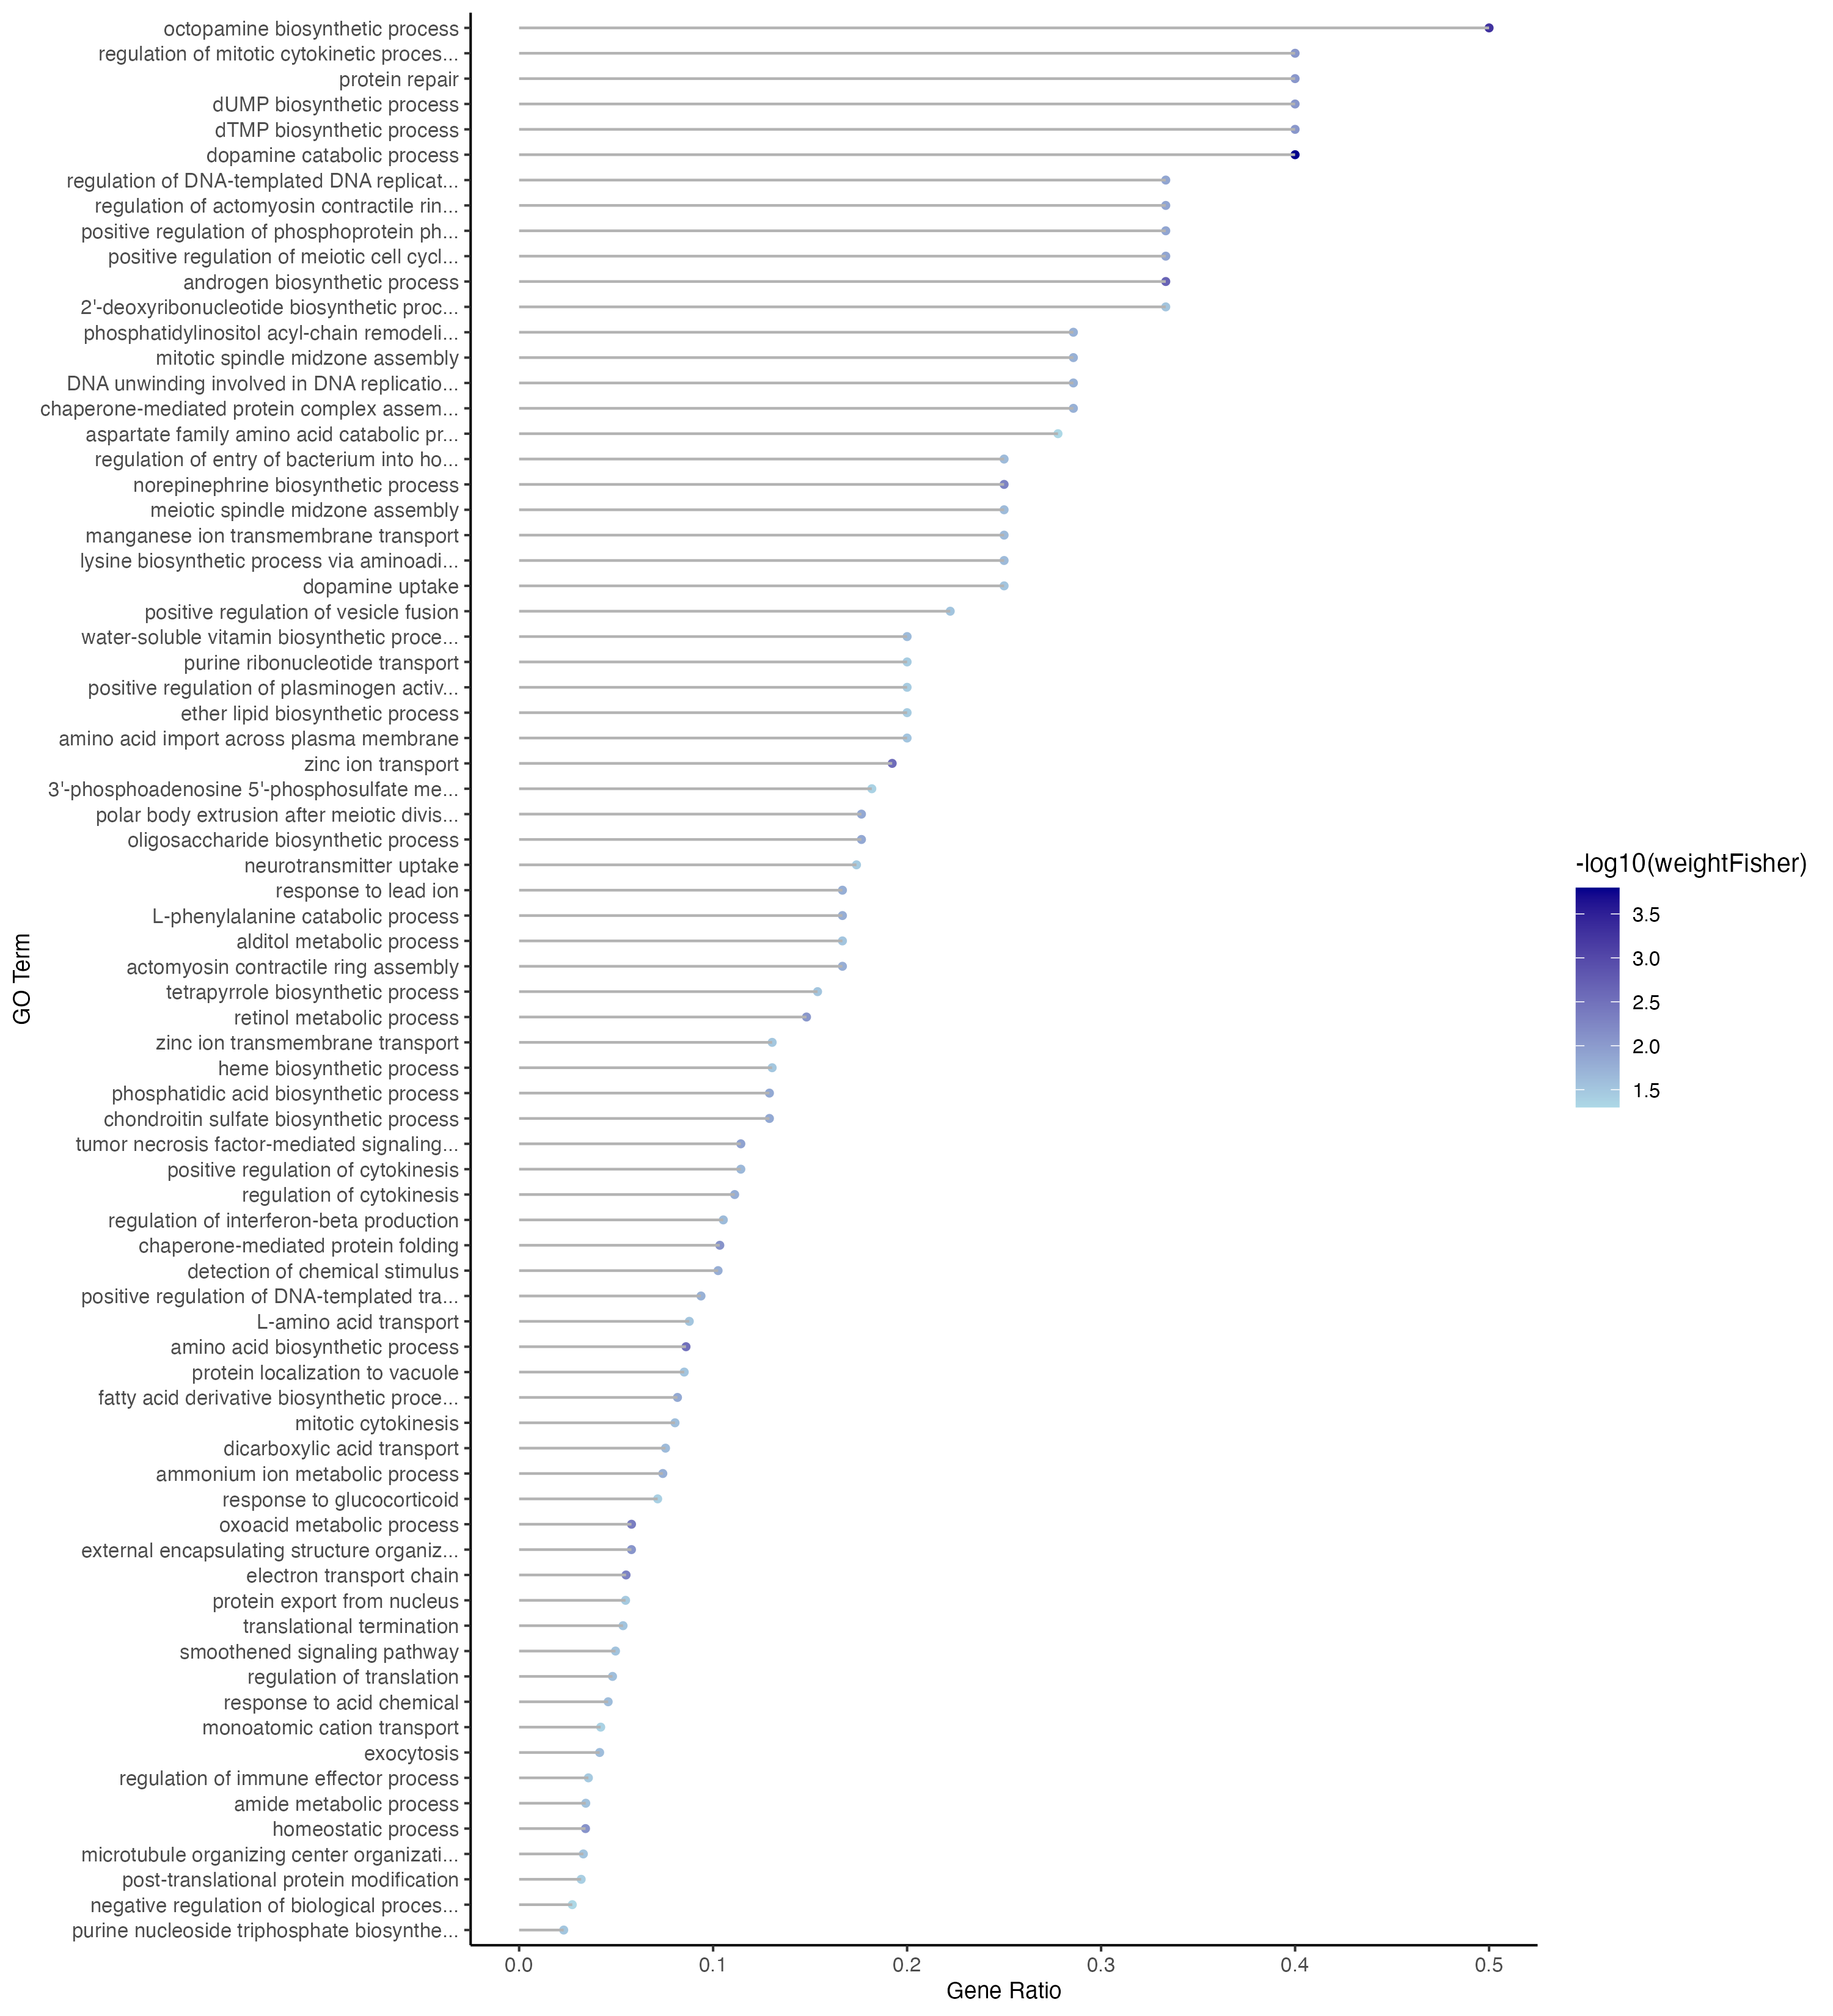 octopamine biosynthetic process
regulation of mitotic cytokinetic proces...
protein repair
dUMP biosynthetic process
dTMP biosynthetic process
dopamine catabolic process
regulation of DNA-templated DNA replicat...
regulation of actomyosin contractile rin...
positive regulation of phosphoprotein ph...
positive regulation of meiotic cell cycl...
androgen biosynthetic process
2'-deoxyribonucleotide biosynthetic proc...
phosphatidylinositol acyl-chain remodeli...
mitotic spindle midzone assembly
DNA unwinding involved in DNA replicatio...
chaperone-mediated protein complex assem...
aspartate family amino acid catabolic pr...
regulation of entry of bacterium into ho...
norepinephrine biosynthetic process
meiotic spindle midzone assembly
manganese ion transmembrane transport
lysine biosynthetic process via aminoadi...
dopamine uptake
positive regulation of vesicle fusion
water-soluble vitamin biosynthetic proce...
purine ribonucleotide transport
positive regulation of plasminogen activ...
ether lipid biosynthetic process
amino acid import across plasma membrane
zinc ion transport
3'-phosphoadenosine 5'-phosphosulfate me...
polar body extrusion after meiotic divis...
oligosaccharide biosynthetic process
neurotransmitter uptake
response to lead ion
L-phenylalanine catabolic process
alditol metabolic process
actomyosin contractile ring assembly
tetrapyrrole biosynthetic process
retinol metabolic process
zinc ion transmembrane transport
heme biosynthetic process
phosphatidic acid biosynthetic process
chondroitin sulfate biosynthetic process
tumor necrosis factor-mediated signaling...
positive regulation of cytokinesis
regulation of cytokinesis
regulation of interferon-beta production
chaperone-mediated protein folding
detection of chemical stimulus
positive regulation of DNA-templated tra...
L-amino acid transport
amino acid biosynthetic process
protein localization to vacuole
fatty acid derivative biosynthetic proce...
mitotic cytokinesis
dicarboxylic acid transport
ammonium ion metabolic process
response to glucocorticoid
oxoacid metabolic process
external encapsulating structure organiz...
electron transport chain
protein export from nucleus
translational termination
smoothened signaling pathway
regulation of translation
response to acid chemical
monoatomic cation transport
exocytosis
regulation of immune effector process
amide metabolic process
homeostatic process
microtubule organizing center organizati...
post-translational protein modification
negative regulation of biological proces...
purine nucleoside triphosphate biosynthe...
0.0 0.1 0.2 0.3 0.4 0.5
Gene Ratio
GO Term
-log10(weightFisher)
3.5
3.0
2.5
2.0
1.5